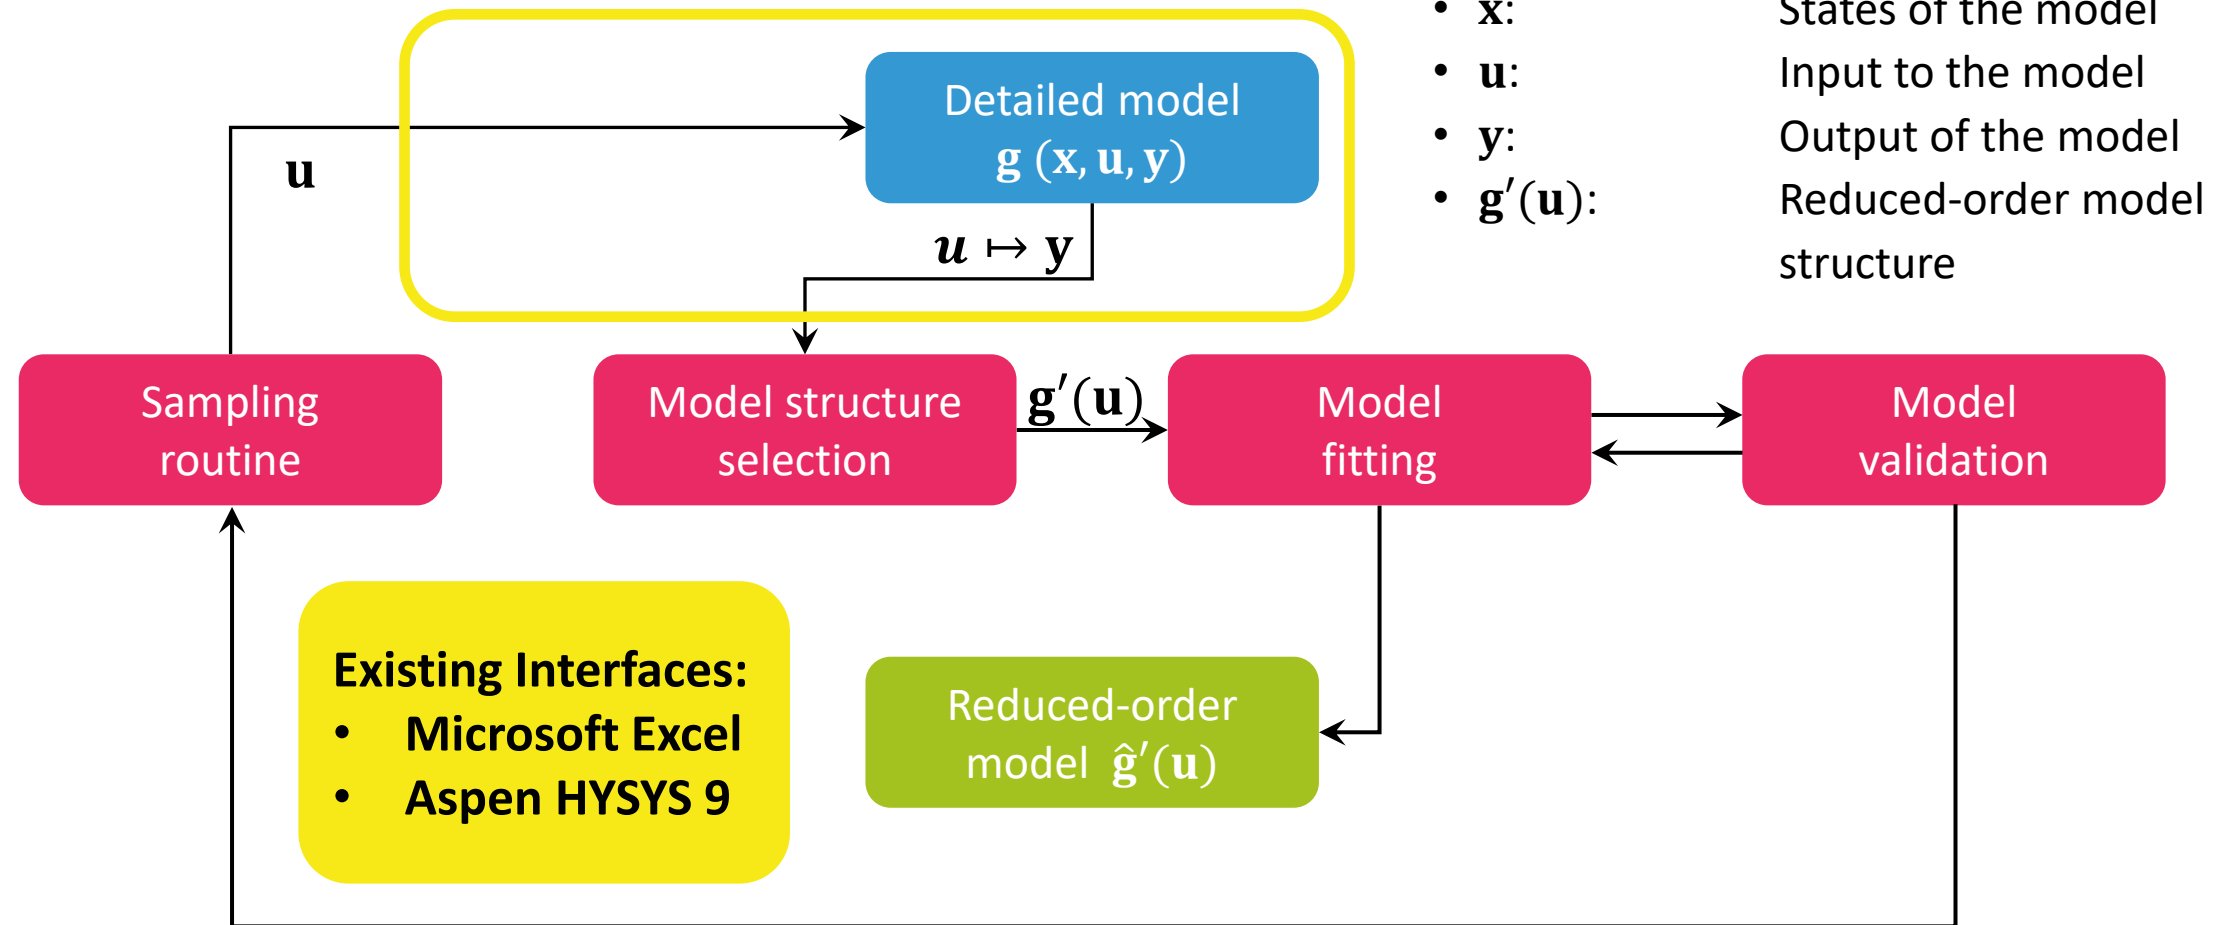 • x: States of the model
• u: Input to the model
• y: Output of the model
• g′(u): Reduced-order model
structure
Detailed model
g (x, u, y)
u
u ↦ y
Sampling
routine
Model structure
selection
g′(u)
Model
fitting
Model
validation
Existing Interfaces:
• Microsoft Excel
• Aspen HYSYS 9
Reduced-order
model ĝ′(u)